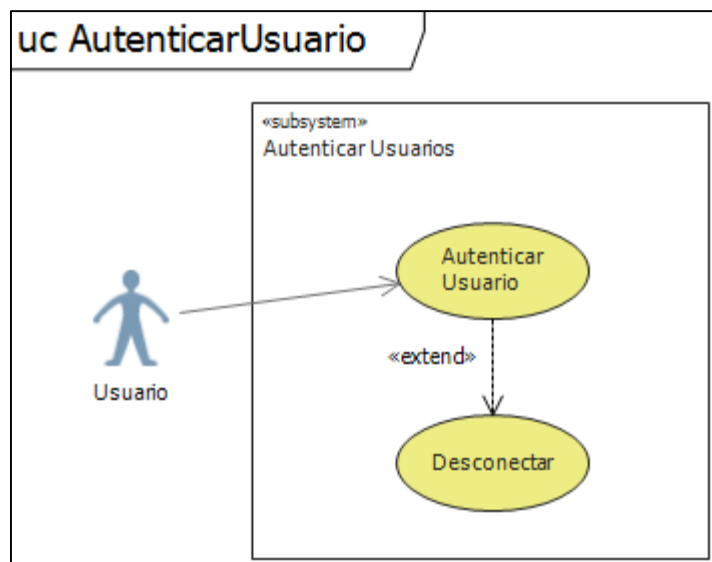 uc AutenticarUsuario
«subsystem»
Autenticar Usuarios
Autenticar
Usuario
«extend»
Usuario
Desconectar